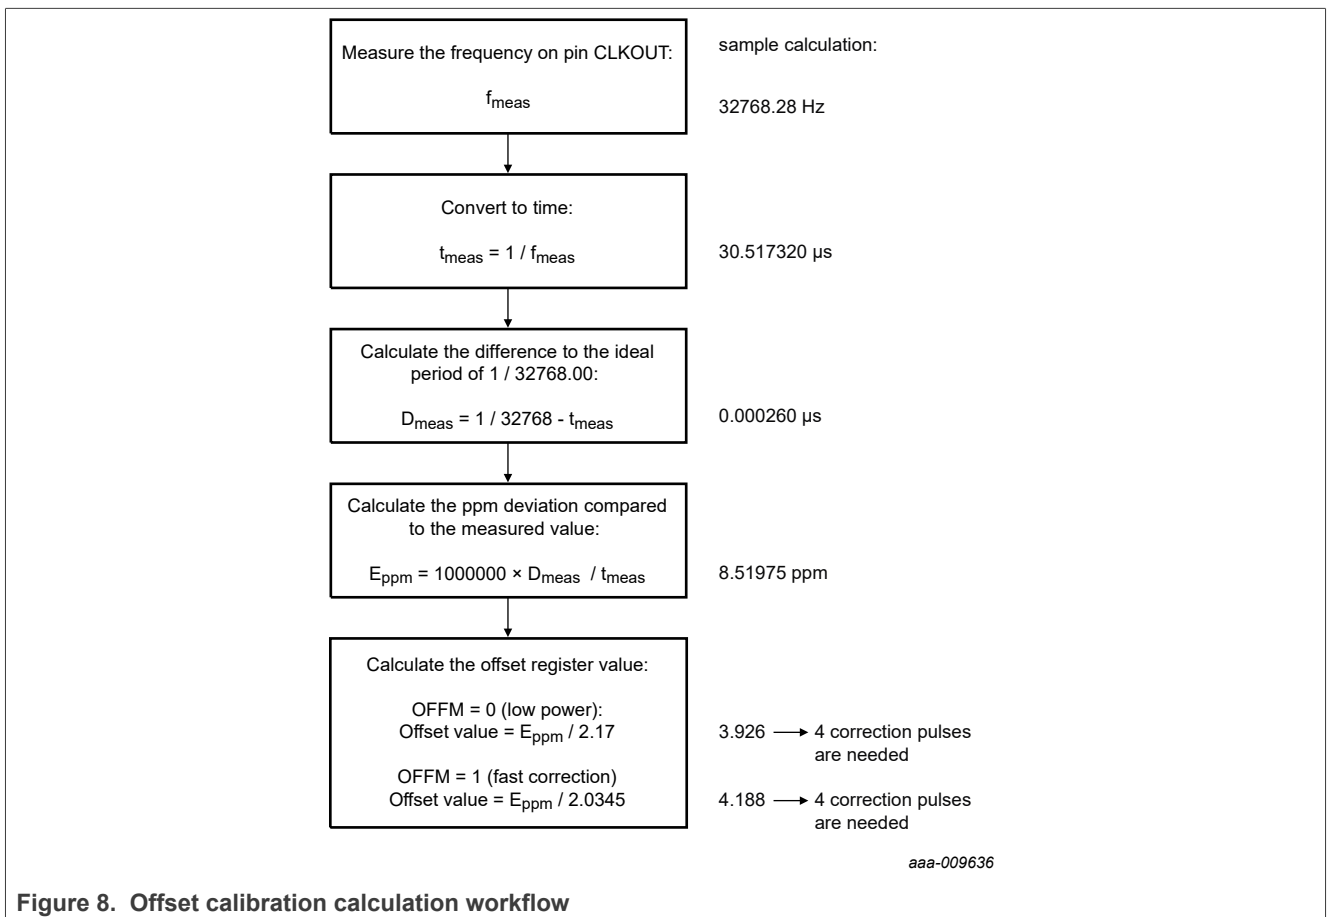 Measure the frequency on pin CLKOUT:
fmeas
sample calculation:
32768.28 Hz
Convert to time:
tmeas = 1 / fmeas
30.517320 μs
Calculate the difference to the ideal
period of 1 / 32768.00:
Dmeas = 1 / 32768 - tmeas
0.000260 μs
Calculate the ppm deviation compared
to the measured value:
Eppm = 1000000 × Dmeas / tmeas
8.51975 ppm
Calculate the offset register value:
OFFM = 0 (low power):
Offset value = Eppm / 2.17
3.926 → 4 correction pulses
are needed
OFFM = 1 (fast correction)
Offset value = Eppm / 2.0345
4.188 → 4 correction pulses
are needed
aaa-009636
Figure 8. Offset calibration calculation workflow